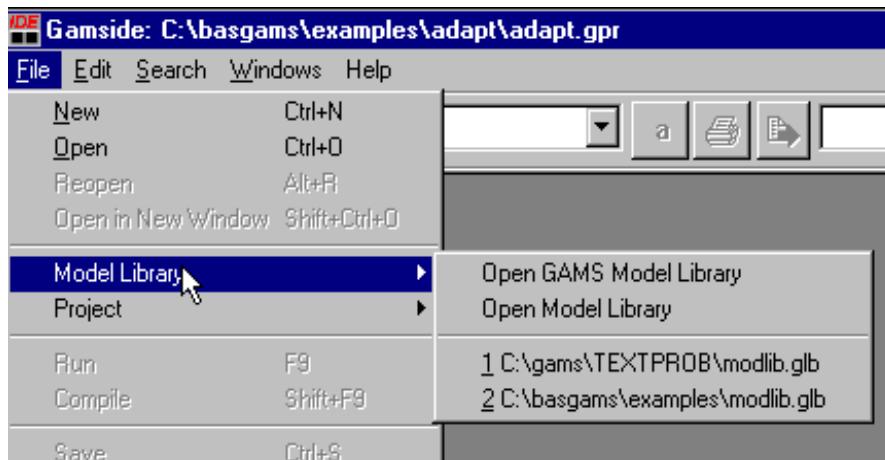 IDE Gamside: C:\basgams\examples\adapt\adapt.gpr
File Edit Search Windows Help
New Ctrl+N
Open Ctrl+O
a
Reopen Alt+R
Open in New Window Shift+Ctrl+O
Model Library
Open GAMS Model Library
Project
Open Model Library
Run F9
1 C:\gams\TEXTPROB\modlib.glb
Compile Shift+F9
2 C:\basgams\examples\modlib.glb
Save Ctrl+S